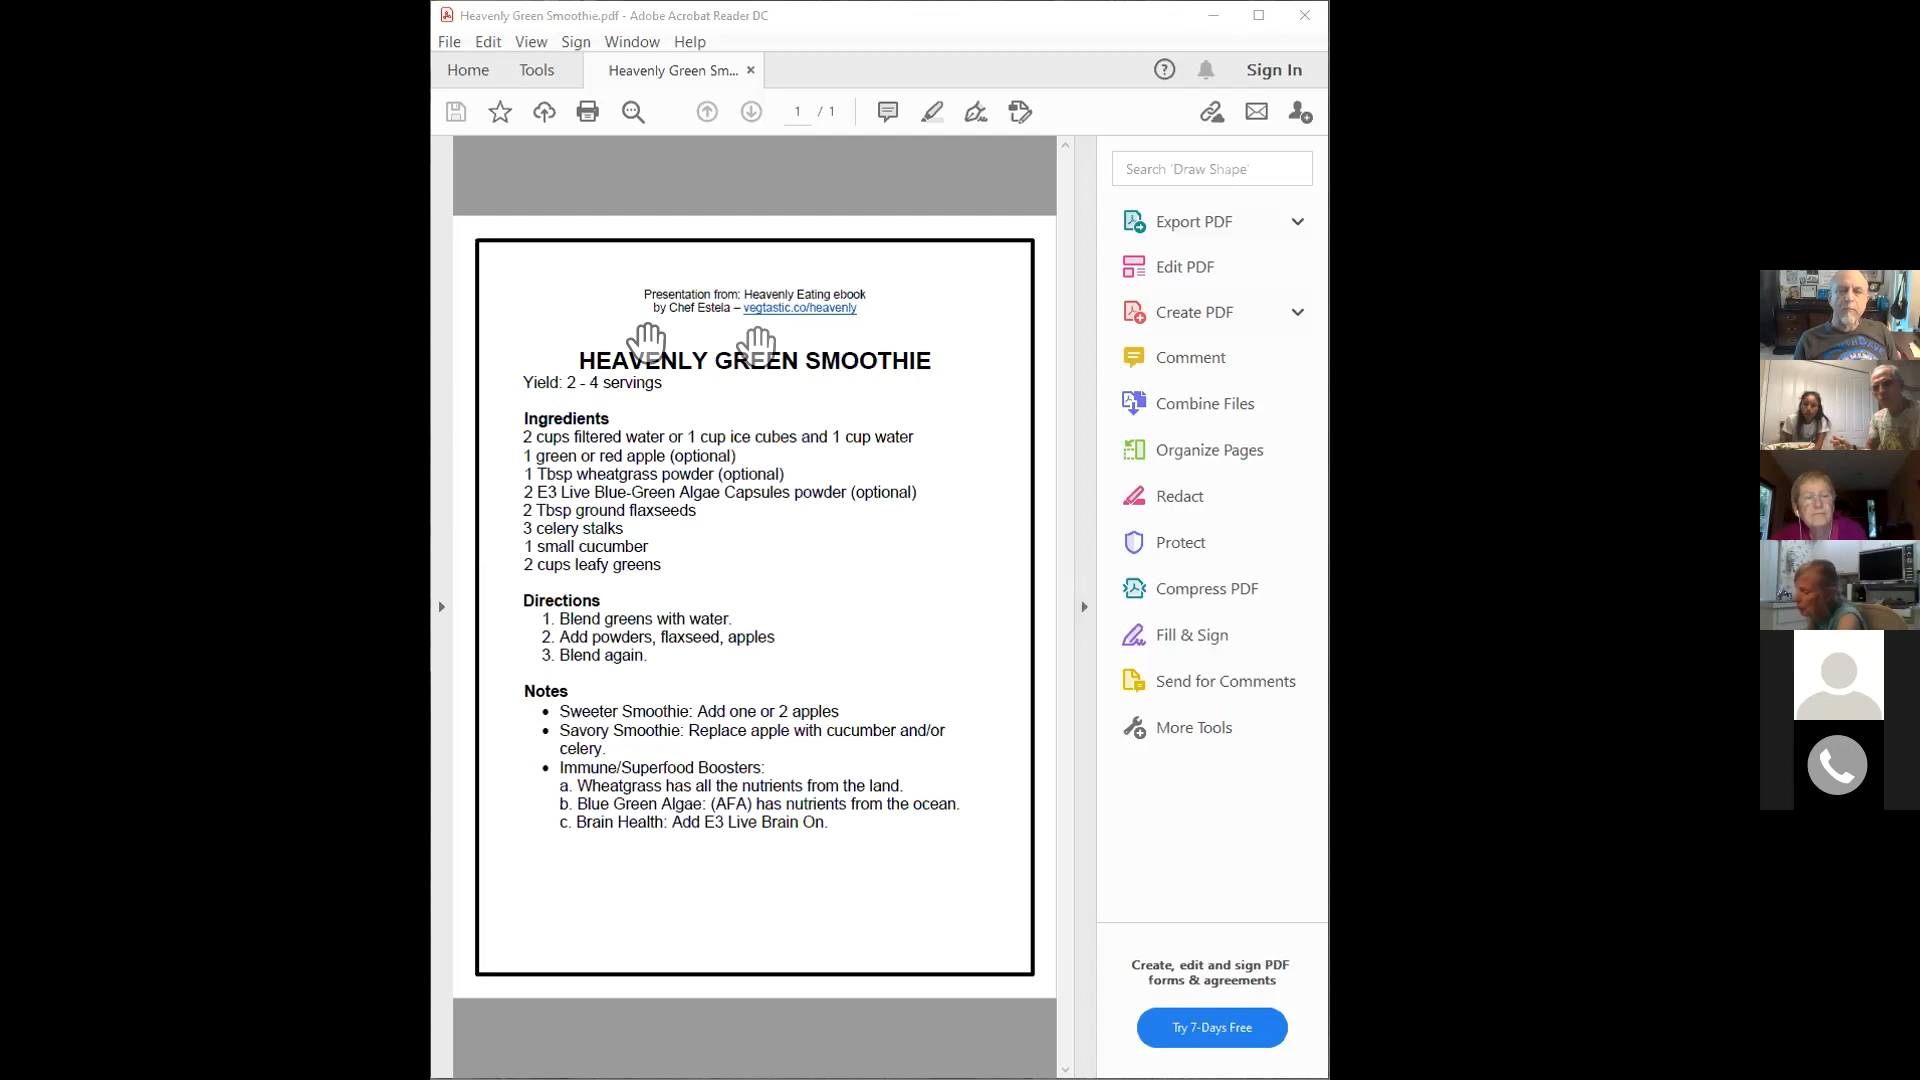 Heavenly Green Smoothie.pdf - Adobe Acrobat Reader DC
File Edit View Sign Window Help
Home Tools Heavenly Green Sm... Sign In
1 / 1
Search 'Draw Shape'
Export PDF
Edit PDF
Create PDF
Comment
Combine Files
Organize Pages
Redact
Protect
Compress PDF
Fill & Sign
Send for Comments
More Tools
Create, edit and sign PDF
forms & agreements
Try 7-Days Free
Presentation from: Heavenly Eating ebook
by Chef Estela – vegtastic.co/heavenly
HEAVENLY GREEN SMOOTHIE
Yield: 2 - 4 servings
Ingredients
2 cups filtered water or 1 cup ice cubes and 1 cup water
1 green or red apple (optional)
1 Tbsp wheatgrass powder (optional)
2 E3 Live Blue-Green Algae Capsules powder (optional)
2 Tbsp ground flaxseeds
3 celery stalks
1 small cucumber
2 cups leafy greens
Directions
1. Blend greens with water.
2. Add powders, flaxseed, apples
3. Blend again.
Notes
• Sweeter Smoothie: Add one or 2 apples
• Savory Smoothie: Replace apple with cucumber and/or
celery.
• Immune/Superfood Boosters:
a. Wheatgrass has all the nutrients from the land.
b. Blue Green Algae: (AFA) has nutrients from the ocean.
c. Brain Health: Add E3 Live Brain On.